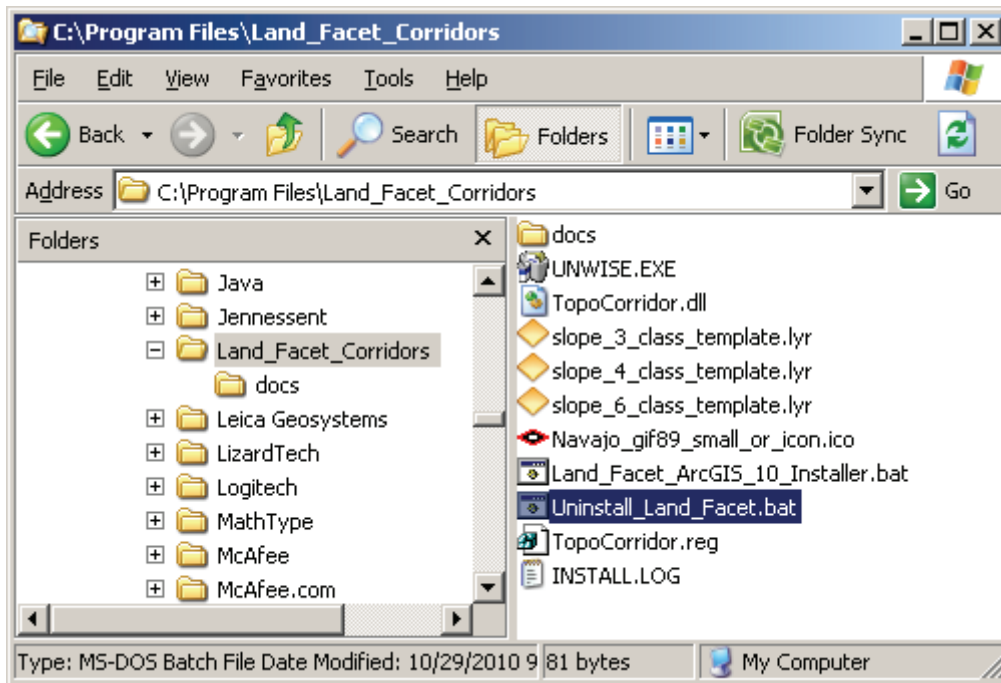 C:\Program Files\Land_Facet_Corridors
File Edit View Favorites Tools Help
Back Search Folders Folder Sync
Address C:\Program Files\Land_Facet_Corridors Go
Folders
Java
Jennessent
Land_Facet_Corridors
docs
Leica Geosystems
LizardTech
Logitech
MathType
McAfee
McAfee.com
docs
UNWISE.EXE
TopoCorridor.dll
slope_3_class_template.lyr
slope_4_class_template.lyr
slope_6_class_template.lyr
Navajo_gif89_small_or_icon.ico
Land_Facet_ArcGIS_10_Installer.bat
Uninstall_Land_Facet.bat
TopoCorridor.reg
INSTALL.LOG
Type: MS-DOS Batch File Date Modified: 10/29/2010 9 81 bytes My Computer